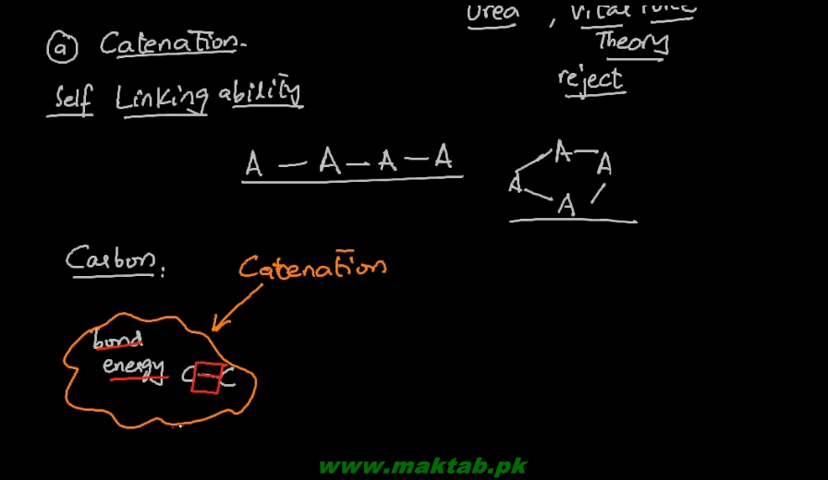 Urea , Vital Force
Theory
reject
(a) Catenation.
Self Linking ability
A — A — A — A
A — A
A
A
Carbon.
Catenation
bond
energy C — C
www.maktab.pk